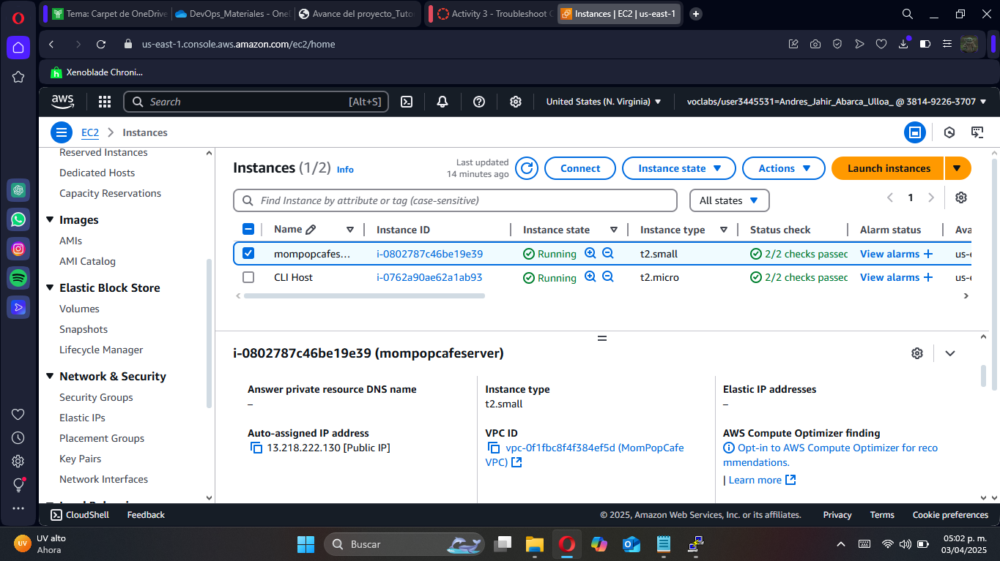 Tema: Carpet de OneDrive
DevOps_Materiales - One
Avance del proyecto_Tuto
Activity 3 - Troubleshoot C
Instances | EC2 | us-east-1
us-east-1.console.aws.amazon.com/ec2/home
Xenoblade Chroni...
aws
Search
[Alt+S]
United States (N. Virginia)
voclabs/user3445531=Andres_Jahir_Abarca_Ulloa_ @ 3814-9226-3707
EC2
Instances
Reserved Instances
Dedicated Hosts
Capacity Reservations
Images
AMIs
AMI Catalog
Elastic Block Store
Volumes
Snapshots
Lifecycle Manager
Network & Security
Security Groups
Elastic IPs
Placement Groups
Key Pairs
Network Interfaces
Instances (1/2) Info
Last updated
14 minutes ago
Connect
Instance state
Actions
Launch instances
Find Instance by attribute or tag (case-sensitive)
All states
1
Name
Instance ID
Instance state
Instance type
Status check
Alarm status
Ava
mompopcafes...
i-0802787c46be19e39
Running
t2.small
2/2 checks passec
View alarms +
us-e
CLI Host
i-0762a90ae62a1ab93
Running
t2.micro
2/2 checks passec
View alarms +
us-e
i-0802787c46be19e39 (mompopcafeserver)
Answer private resource DNS name
–
Instance type
t2.small
Elastic IP addresses
–
Auto-assigned IP address
13.218.222.130 [Public IP]
VPC ID
vpc-0f1fbc8f4f384ef5d (MomPopCafe
VPC)
AWS Compute Optimizer finding
Opt-in to AWS Compute Optimizer for reco
mmendations.
| Learn more
CloudShell
Feedback
© 2025, Amazon Web Services, Inc. or its affiliates.
Privacy
Terms
Cookie preferences
UV
UV alto
Ahora
Buscar
05:02 p. m.
03/04/2025